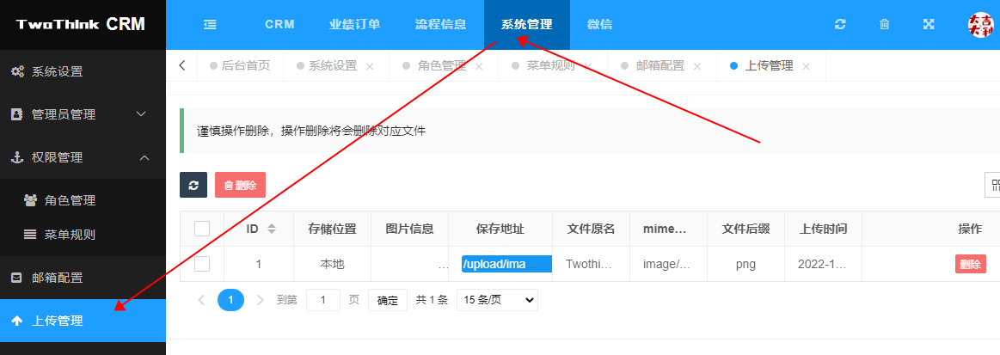 TwoThInk CRM
CRM 业绩订单 流程信息 系统管理 微信
大吉大利
后台首页 系统设置 角色管理 菜单规则 邮箱配置 上传管理
系统设置
管理员管理
权限管理
角色管理
菜单规则
邮箱配置
上传管理
谨慎操作删除，操作删除将会删除对应文件
删除
ID 存储位置 图片信息 保存地址 文件原名 mime... 文件后缀 上传时间 操作
1 本地 ... /upload/ima... Twothi... image/... png 2022-1... 删除
1 到第 1 页 确定 共 1 条 15 条/页